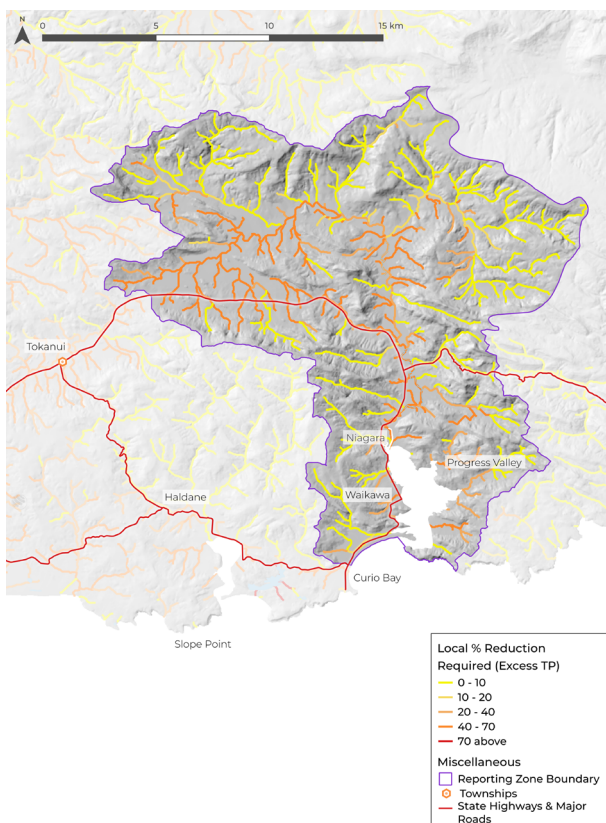 N
0 5 10 15 km
Tokanui
Niagara
Progress Valley
Waikawa
Haldane
Curio Bay
Slope Point
Local % Reduction
Required (Excess TP)
0 - 10
10 - 20
20 - 40
40 - 70
70 above
Miscellaneous
Reporting Zone Boundary
Townships
State Highways & Major
Roads